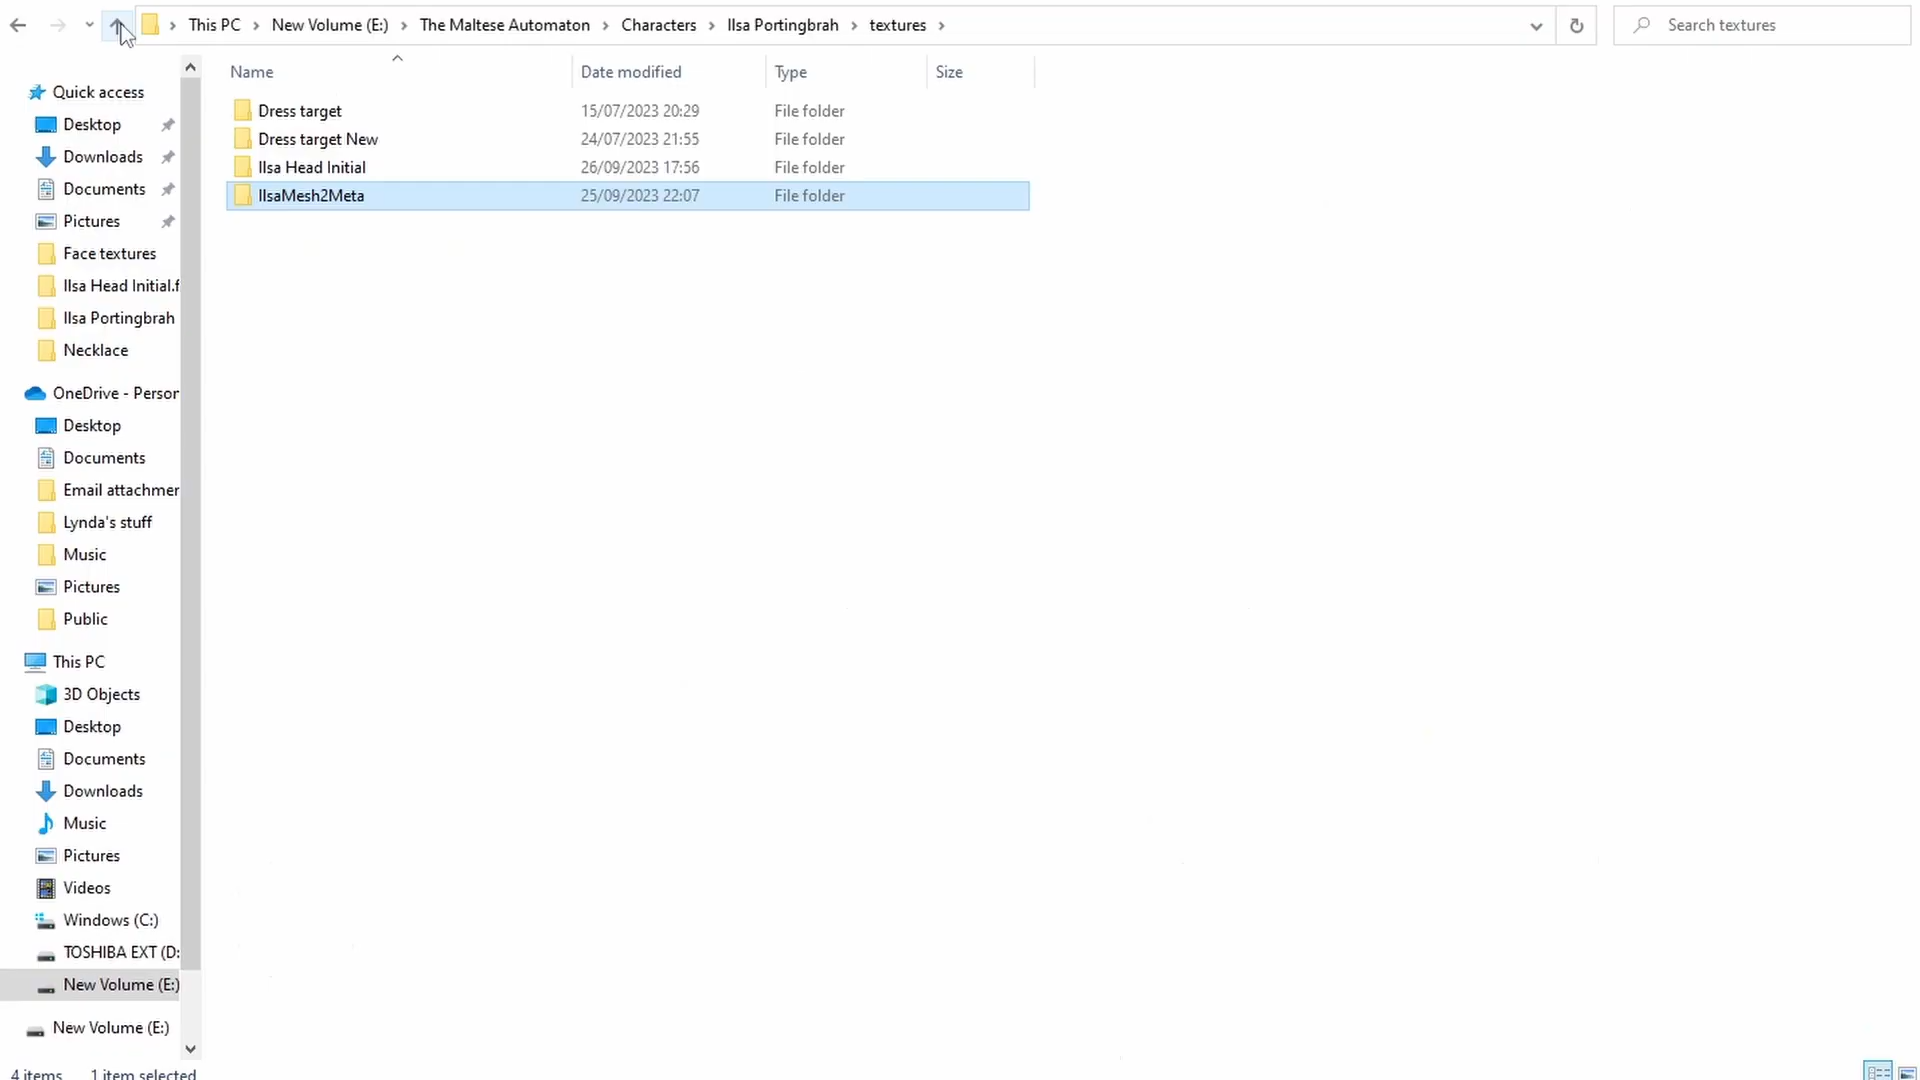 This PC > New Volume (E:) > The Maltese Automaton > Characters > Ilsa Portingbrah > textures >
Search textures
Name Date modified Type Size
Dress target 15/07/2023 20:29 File folder
Dress target New 24/07/2023 21:55 File folder
Ilsa Head Initial 26/09/2023 17:56 File folder
IlsaMesh2Meta 25/09/2023 22:07 File folder
Quick access
Desktop
Downloads
Documents
Pictures
Face textures
Ilsa Head Initial.f
Ilsa Portingbrah
Necklace
OneDrive - Person
Desktop
Documents
Email attachmer
Lynda's stuff
Music
Pictures
Public
This PC
3D Objects
Desktop
Documents
Downloads
Music
Pictures
Videos
Windows (C:)
TOSHIBA EXT (D:
New Volume (E:)
New Volume (E:)
4 items 1 item selected